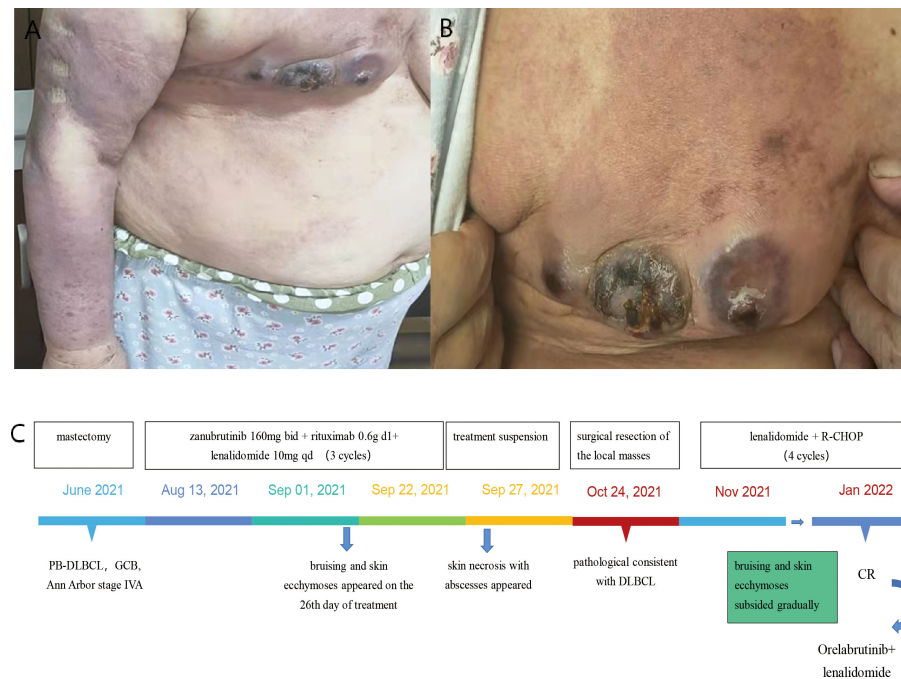 A
B
C
mastectomy
zanubrutinib 160mg bid + rituximab 0.6g d1+
lenalidomide 10mg qd （3 cycles）
treatment suspension
surgical resection of
the local masses
lenalidomide + R-CHOP
（4 cycles）
June 2021
Aug 13, 2021
Sep 01, 2021
Sep 22, 2021
Sep 27, 2021
Oct 24, 2021
Nov 2021
Jan 2022
PB-DLBCL，GCB,
Ann Arbor stage IVA
bruising and skin
ecchymoses appeared on the
26th day of treatment
skin necrosis with
abscesses appeared
pathological consistent
with DLBCL
bruising and skin
ecchymoses
subsided gradually
CR
Orelabrutinib+
lenalidomide